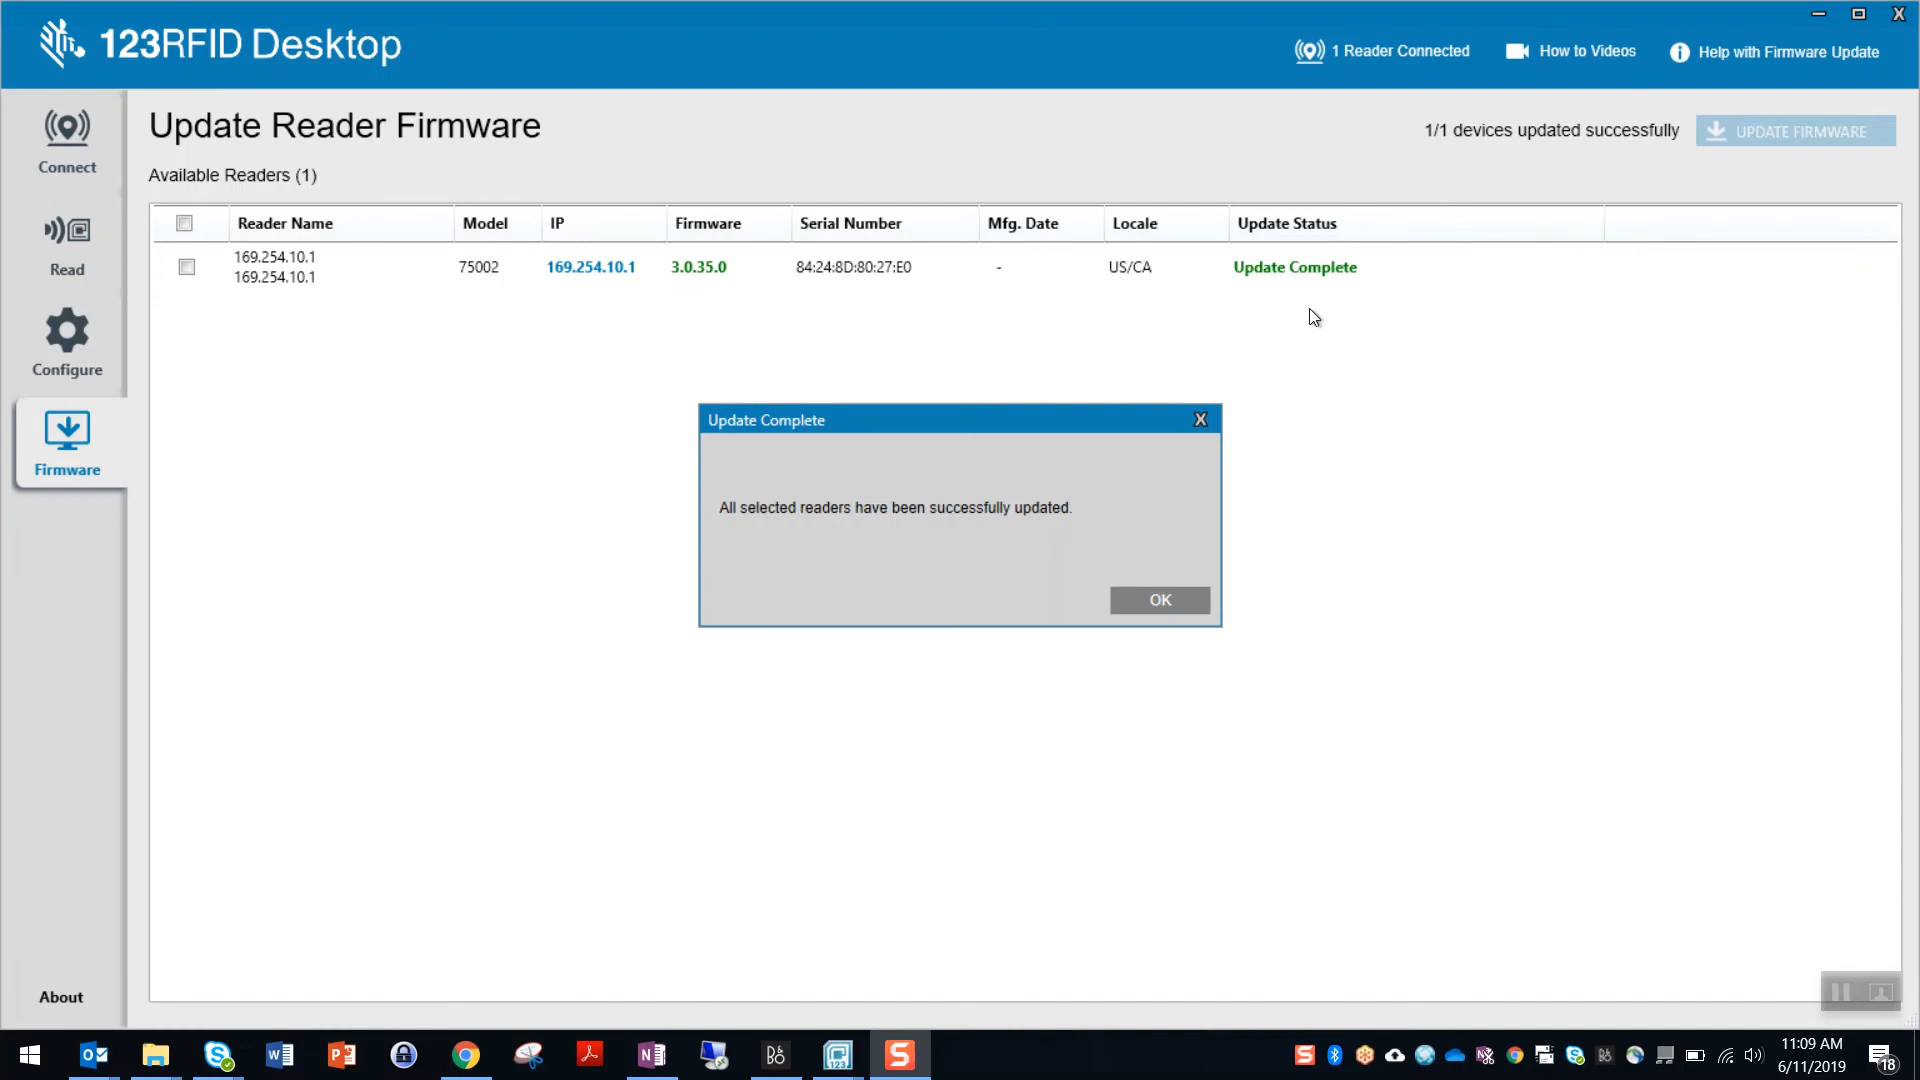 123RFID Desktop
1 Reader Connected
How to Videos
Help with Firmware Update
Connect
Read
Configure
Firmware
About
Update Reader Firmware
1/1 devices updated successfully
UPDATE FIRMWARE
Available Readers (1)
Reader Name Model IP Firmware Serial Number Mfg. Date Locale Update Status
169.254.10.1
169.254.10.1
75002 169.254.10.1 3.0.35.0 84:24:8D:80:27:E0 - US/CA Update Complete
Update Complete X
All selected readers have been successfully updated.
OK
11:09 AM
6/11/2019
18